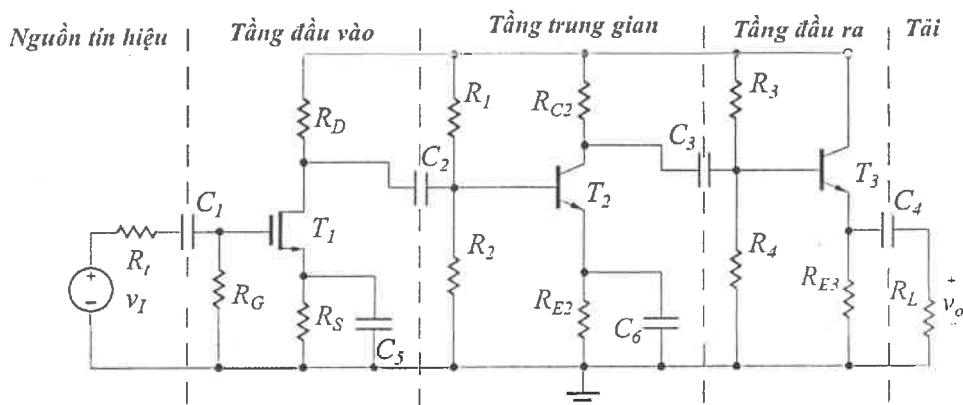 Nguồn tín hiệu Tầng đầu vào Tầng trung gian Tầng đầu ra Tải
R_D R_1 R_C2 R_3
C_2 C_3
T_3
C_1 T_1 T_2 C_4
R_t R_2 R_4
+
-
v_I R_G R_S C_5 R_E2 C_6 R_E3 R_L
+
v_o